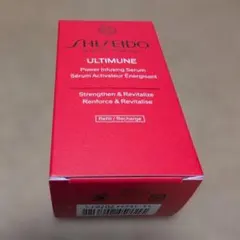 SHISEIDO
ULTIMUNE
Power Infusing Serum
Sérum Activateur Énergisant
Strengthen & Revitalize
Renforce & Revitalise
Refill / Recharge